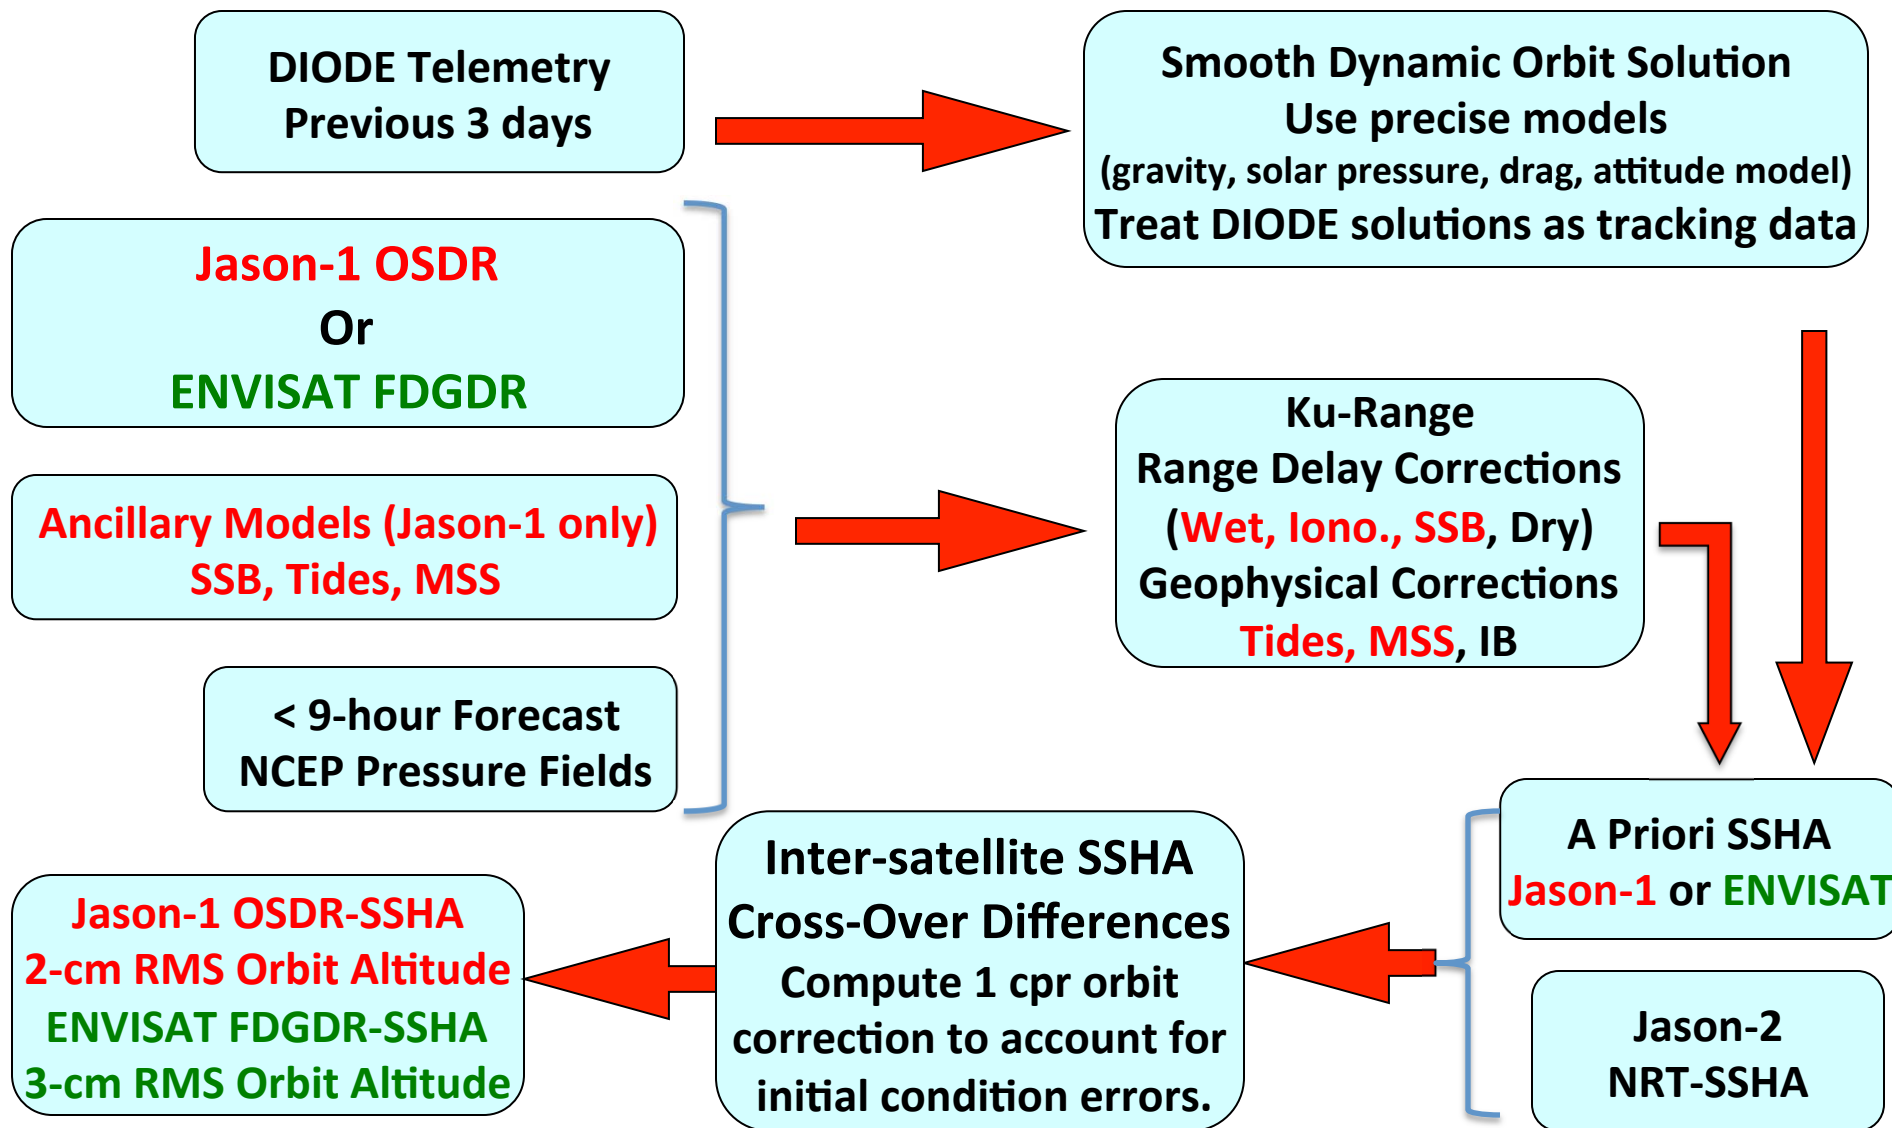 DIODE Telemetry
Previous 3 days
Smooth Dynamic Orbit Solution
Use precise models
(gravity, solar pressure, drag, attitude model)
Treat DIODE solutions as tracking data
Jason-1 OSDR
Or
ENVISAT FDGDR
Ancillary Models (Jason-1 only)
SSB, Tides, MSS
< 9-hour Forecast
NCEP Pressure Fields
Ku-Range
Range Delay Corrections
(Wet, Iono., SSB, Dry)
Geophysical Corrections
Tides, MSS, IB
A Priori SSHA
Jason-1 or ENVISAT
Jason-2
NRT-SSHA
Inter-satellite SSHA
Cross-Over Differences
Compute 1 cpr orbit
correction to account for
initial condition errors.
Jason-1 OSDR-SSHA
2-cm RMS Orbit Altitude
ENVISAT FDGDR-SSHA
3-cm RMS Orbit Altitude